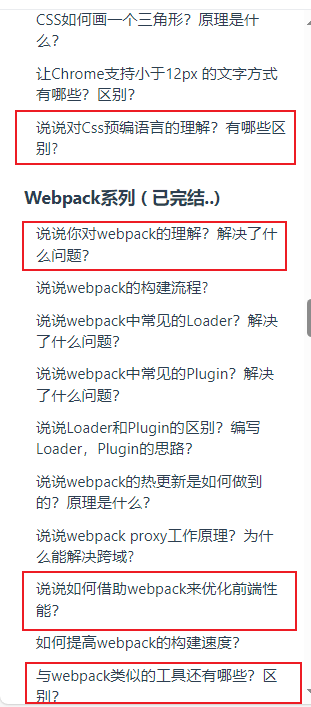 CSS如何画一个三角形？原理是什
么？
让Chrome支持小于12px 的文字方式
有哪些？区别？
说说对Css预编语言的理解？有哪些区
别?
Webpack系列 ( 已完结..)
说说你对webpack的理解？解决了什
么问题？
说说webpack的构建流程?
说说webpack中常见的Loader？解决
了什么问题？
说说webpack中常见的Plugin？解决
了什么问题？
说说Loader和Plugin的区别？编写
Loader，Plugin的思路？
说说webpack的热更新是如何做到
的？原理是什么？
说说webpack proxy工作原理？为什
么能解决跨域?
说说如何借助webpack来优化前端性
能？
如何提高webpack的构建速度？
与webpack类似的工具还有哪些？区
别？